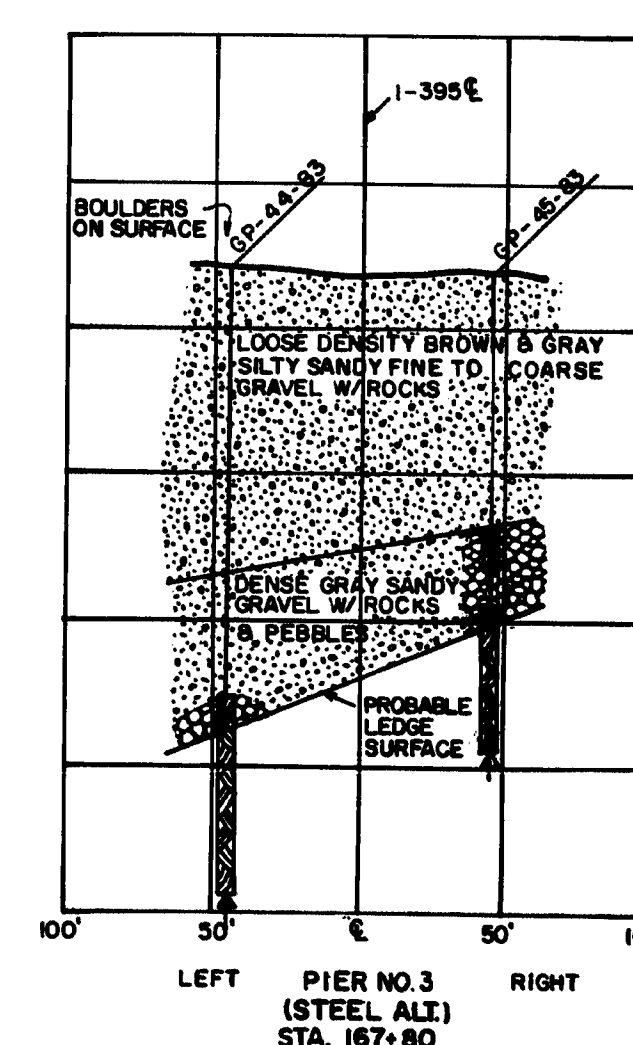 I-395 ℄
BOULDERS
ON SURFACE
GP-44-83
GP-45-83
LOOSE DENSITY BROWN & GRAY
SILTY SANDY FINE TO COARSE
GRAVEL W/ROCKS
DENSE GRAY SANDY
GRAVEL W/ROCKS
& PEBBLES
PROBABLE
LEDGE
SURFACE
100' 50' ℄ 50'
LEFT PIER NO. 3 RIGHT
(STEEL ALT.)
STA. 167+80